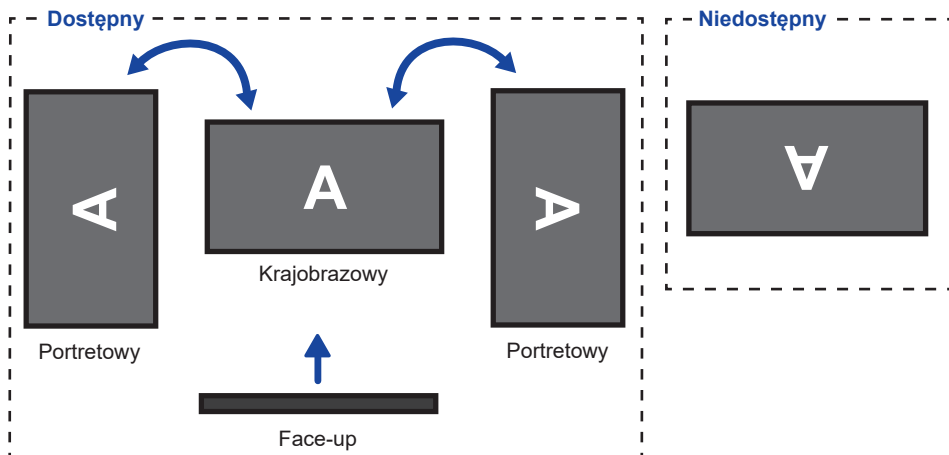 Dostępny
Niedostępny
A
A
A
A
Krajobrazowy
Portretowy
Portretowy
Face-up